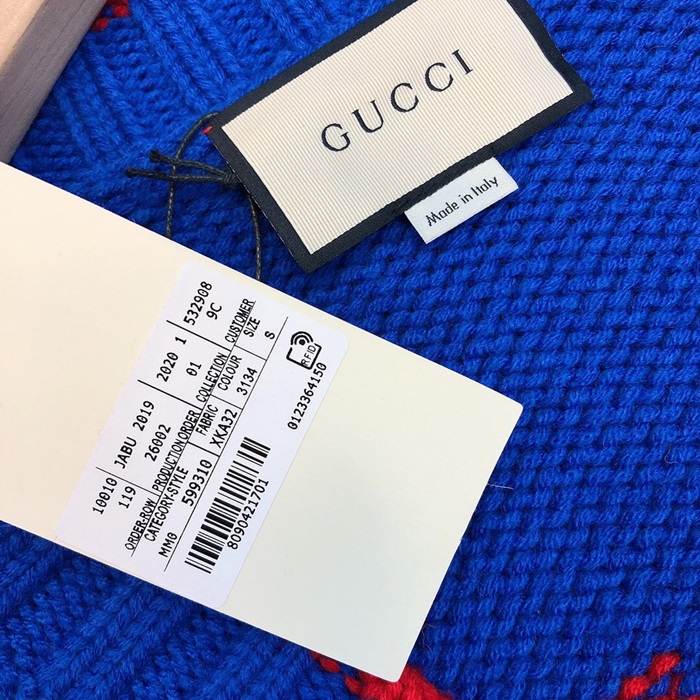 GUCCI
Made in Italy
10010 JABU 2019 2020 1 532908
119 26002 01 9C
ORDER-ROW PRODUCTION ORDER COLLECTION CUSTOMER
CATEGORY-STYLE FABRIC COLOUR SIZE
MM0 599310 XKA32 3134 S
8090421701
0123364150
RFID